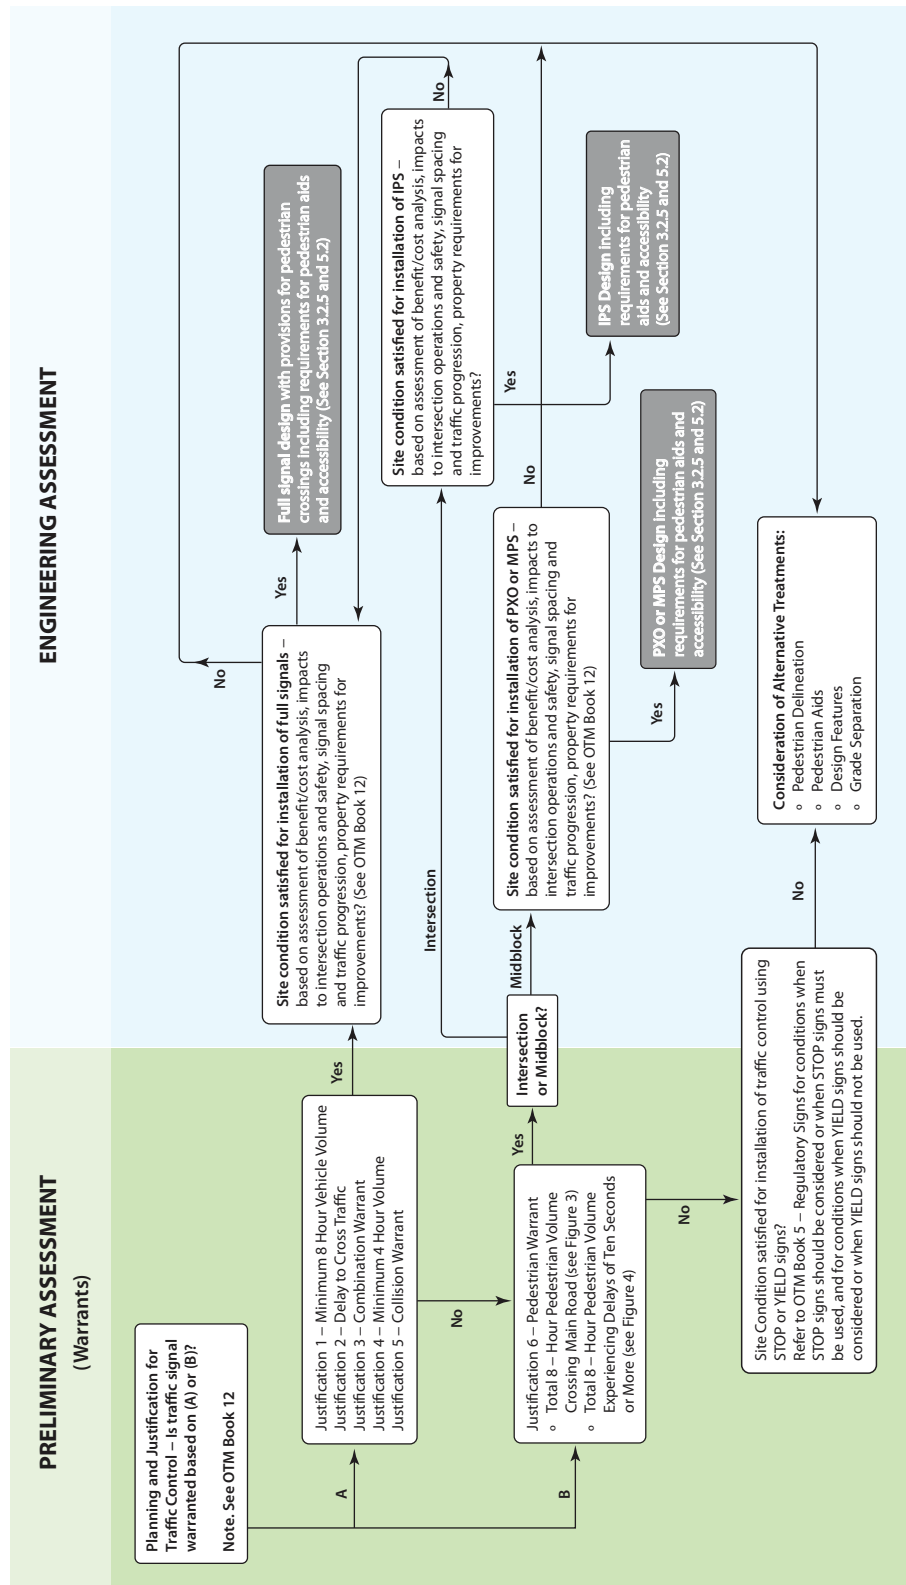 PRELIMINARY ASSESSMENT
(Warrants)
ENGINEERING ASSESSMENT
Planning and Justification for
Traffic Control – Is traffic signal
warranted based on (A) or (B)?
Note. See OTM Book 12
A
B
Justification 1 – Minimum 8 Hour Vehicle Volume
Justification 2 – Delay to Cross Traffic
Justification 3 – Combination Warrant
Justification 4 – Minimum 4 Hour Volume
Justification 5 – Collision Warrant
Yes
No
Site condition satisfied for installation of full signals –
based on assessment of benefit/cost analysis, impacts
to intersection operations and safety, signal spacing
and traffic progression, property requirements for
improvements? (See OTM Book 12)
No
Yes
Full signal design with provisions for pedestrian
crossings including requirements for pedestrian aids
and accessibility (See Section 3.2.5 and 5.2)
Justification 6 – Pedestrian Warrant
o Total 8 – Hour Pedestrian Volume
Crossing Main Road (see Figure 3)
o Total 8 – Hour Pedestrian Volume
Experiencing Delays of Ten Seconds
or More (see Figure 4)
Yes
No
Intersection
or Midblock?
Intersection
Midblock
Site condition satisfied for installation of IPS –
based on assessment of benefit/cost analysis, impacts
to intersection operations and safety, signal spacing
and traffic progression, property requirements for
improvements?
No
Yes
IPS Design including
requirements for pedestrian
aids and accessibility
(See Section 3.2.5 and 5.2)
Site condition satisfied for installation of PXO or MPS –
based on assessment of benefit/cost analysis, impacts to
intersection operations and safety, signal spacing and
traffic progression, property requirements for
improvements? (See OTM Book 12)
No
Yes
PXO or MPS Design including
requirements for pedestrian aids and
accessibility (See Section 3.2.5 and 5.2)
Site Condition satisfied for installation of traffic control using
STOP or YIELD signs?
Refer to OTM Book 5 – Regulatory Signs for conditions when
STOP signs should be considered or when STOP signs must
be used, and for conditions when YIELD signs should be
considered or when YIELD signs should not be used.
No
Consideration of Alternative Treatments:
o Pedestrian Delineation
o Pedestrian Aids
o Design Features
o Grade Separation